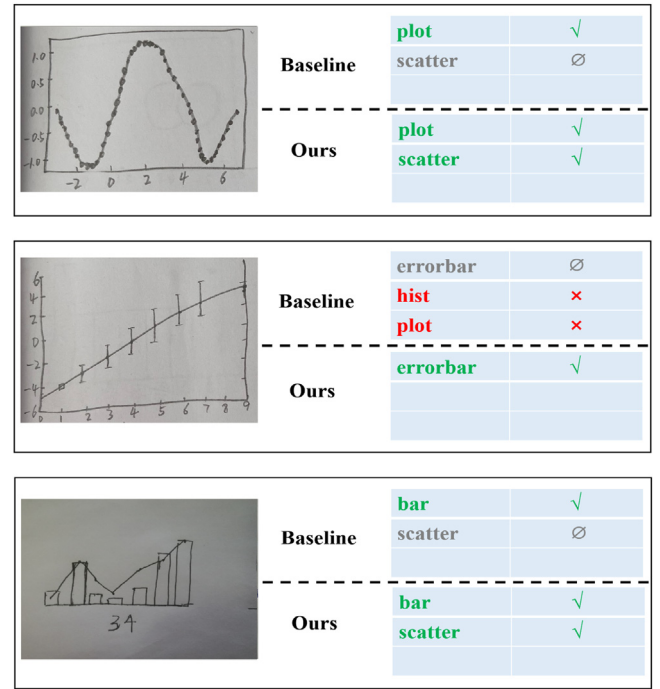 plot √
Baseline scatter ∅
plot √
Ours scatter √
1.0
0.5
0.0
-0.5
-1.0
-2 0 2 4 6
errorbar ∅
Baseline hist ×
plot ×
errorbar √
Ours
6
4
2
0
-2
-4
-6
0 1 2 3 4 5 6 7 8 9
bar √
Baseline scatter ∅
bar √
Ours scatter √
34